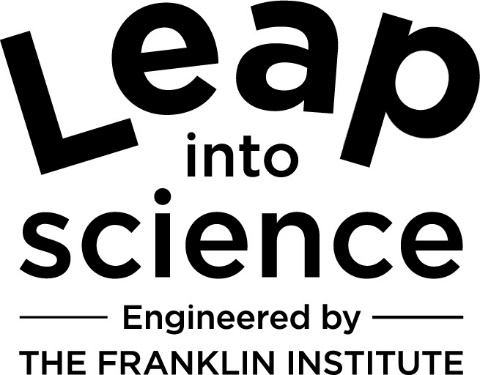 Leap
into
science
Engineered by
THE FRANKLIN INSTITUTE